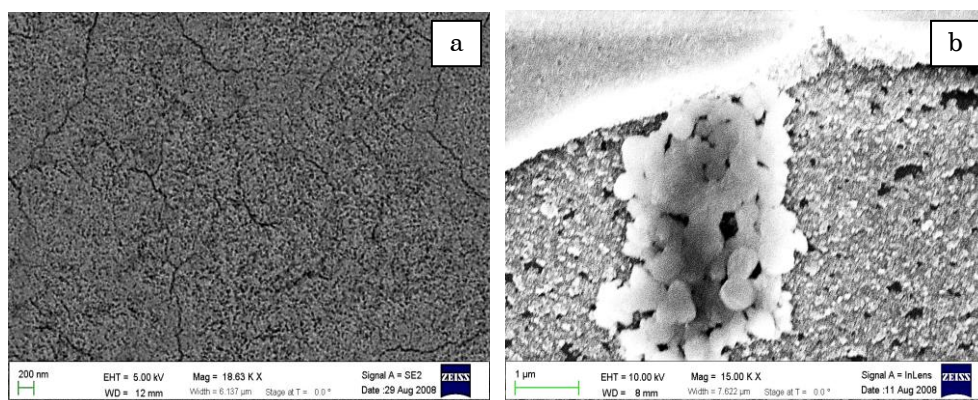 a
200 nm
EHT = 5.00 kV
Mag = 18.63 K X
Signal A = SE2
WD = 12 mm
Width = 6.137 µm
Stage at T = 0.0 °
Date :29 Aug 2008
ZEISS
b
1 µm
EHT = 10.00 kV
Mag = 15.00 K X
Signal A = InLens
WD = 8 mm
Width = 7.622 µm
Stage at T = 0.0 °
Date :11 Aug 2008
ZEISS